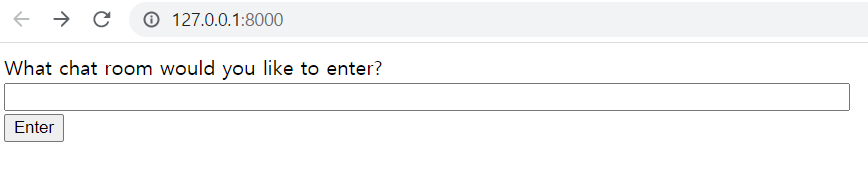 127.0.0.1:8000
What chat room would you like to enter?
Enter